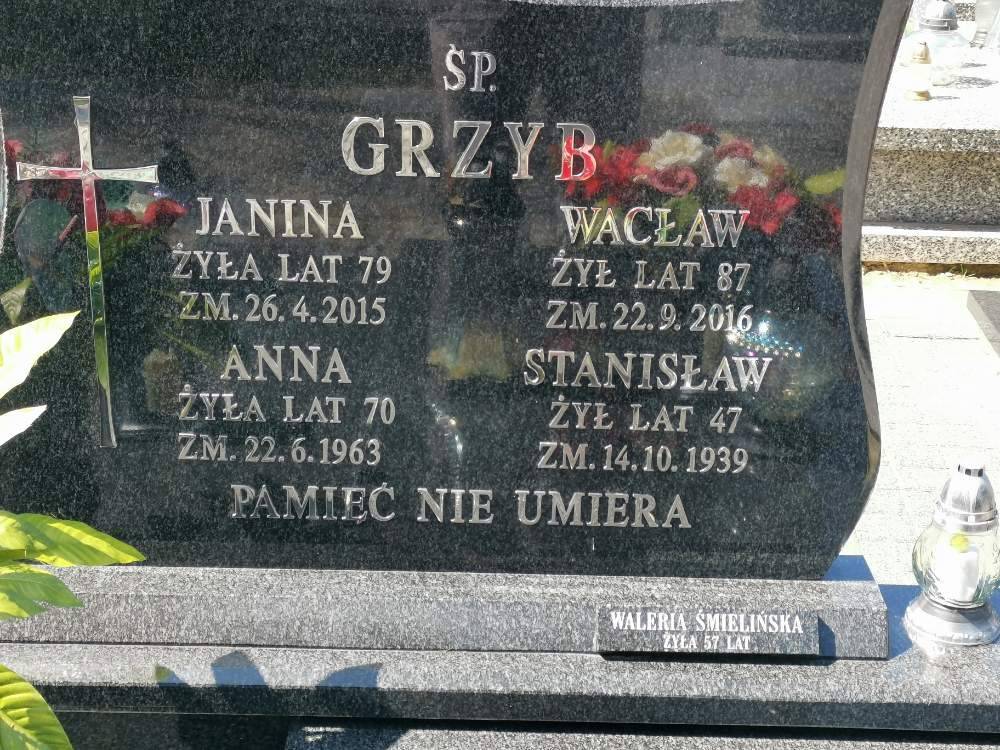 ŚP.
GRZYB
JANINA
ŻYŁA LAT 79
ZM. 26.4.2015
WACŁAW
ŻYŁ LAT 87
ZM. 22.9.2016
ANNA
ŻYŁA LAT 70
ZM. 22.6.1963
STANISŁAW
ŻYŁ LAT 47
ZM. 14.10.1939
PAMIĘĆ NIE UMIERA
WALERIA ŚMIELIŃSKA
ŻYŁA 57 LAT